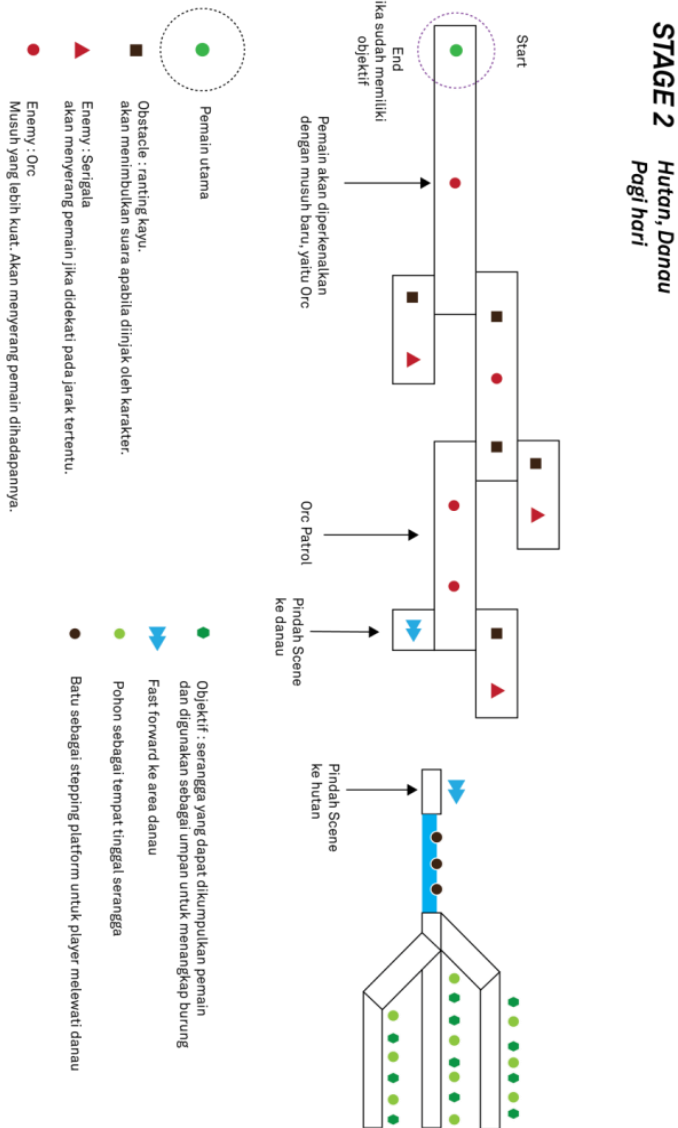 STAGE 2
Hutan, Danau
Pagi hari
Start
End
jika sudah memiliki
objektif
Pemain akan diperkenalkan
dengan musuh baru, yaitu Orc
Orc Patrol
Pindah Scene
ke danau
Pindah Scene
ke hutan
Pemain utama
Obstacle : ranting kayu.
akan menimbulkan suara apabila diinjak oleh karakter.
Enemy : Serigala
akan menyerang pemain jika didekati pada jarak tertentu.
Enemy : Orc
Musuh yang lebih kuat. Akan menyerang pemain dihadapannya.
Objektif : serangga yang dapat dikumpulkan pemain
dan digunakan sebagai umpan untuk menangkap burung
Fast forward ke area danau
Pohon sebagai tempat tinggal serangga
Batu sebagai stepping platform untuk player melewati danau